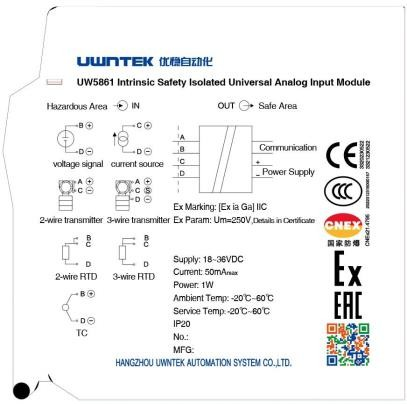 UWNTEK 优稳自动化
UW5861 Intrinsic Safety Isolated Universal Analog Input Module
Hazardous Area IN OUT Safe Area
B +
D −
voltage signal
C +
D −
current source
A
B
C
D
Communication
+
− Power Supply
A +
C −
2-wire transmitter
A +
C S
D −
3-wire transmitter
Ex Marking: [Ex ia Ga] IIC
Ex Param: Um=250V, Details in Certificate
B
C
D
2-wire RTD
B
C
D
3-wire RTD
B +
D −
TC
Supply: 18~36VDC
Current: 50mAmax
Power: 1W
Ambient Temp: -20℃~60℃
Service Temp: -20℃~60℃
IP20
No.:
MFG:
HANGZHOU UWNTEK AUTOMATION SYSTEM CO.,LTD.
CE
CCC
CNEX
国家防爆
CNEx21.4795
Ex
EAC